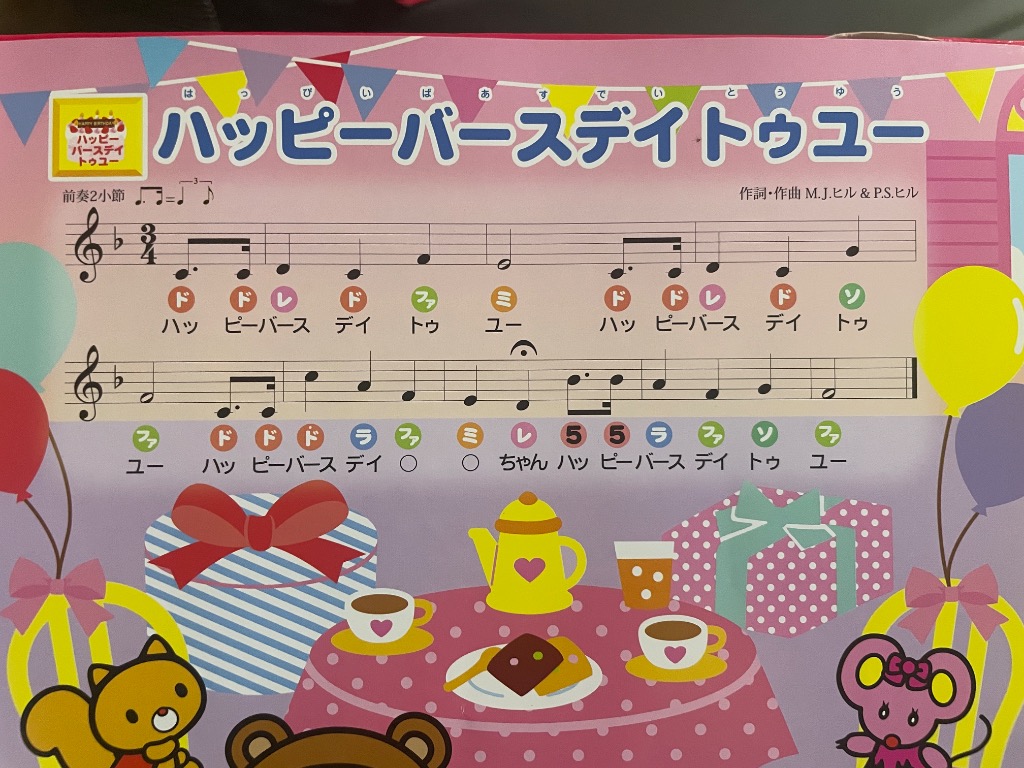 はっぴいばあすでいとぅゆう
ハッピーバースデイトゥユー
HAPPY BIRTHDAY
ハッピー
バースデイ
トゥユー
前奏2小節
3
作詞・作曲 M.J.ヒル & P.S.ヒル
3
4
ド ド レ ド ファ ミ ド ド レ ド ソ
ハッ ピーバース デイ トゥ ユー ハッ ピーバース デイ トゥ
ファ ド ド ド ラ ファ ミ レ 5 5 ラ ファ ソ ファ
ユー ハッ ピーバース デイ ○ ○ ちゃん ハッ ピーバース デイ トゥ ユー